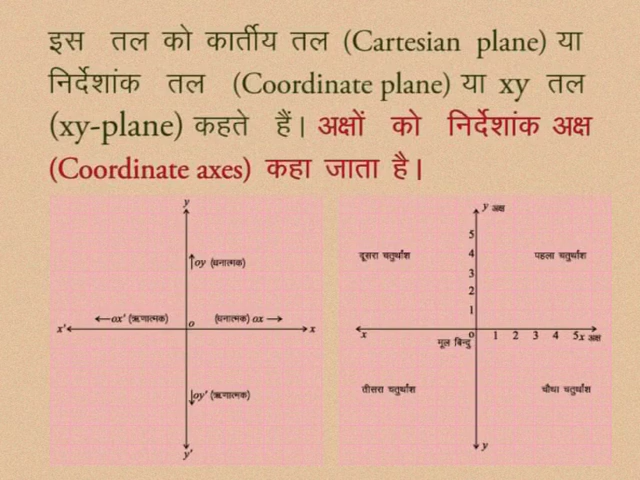 इस तल को कार्तीय तल (Cartesian plane) या
निर्देशांक तल (Coordinate plane) या xy तल
(xy-plane) कहते हैं। अक्षों को निर्देशांक अक्ष
(Coordinate axes) कहा जाता है।
y
oy (धनात्मक)
ox' (ऋणात्मक) o (धनात्मक) ox
x' x
oy' (ऋणात्मक)
y'
y अक्ष
5
दूसरा चतुर्थांश 4 पहला चतुर्थांश
3
2
1
x o 1 2 3 4 5 x अक्ष
मूल बिन्दु
तीसरा चतुर्थांश चौथा चतुर्थांश
y